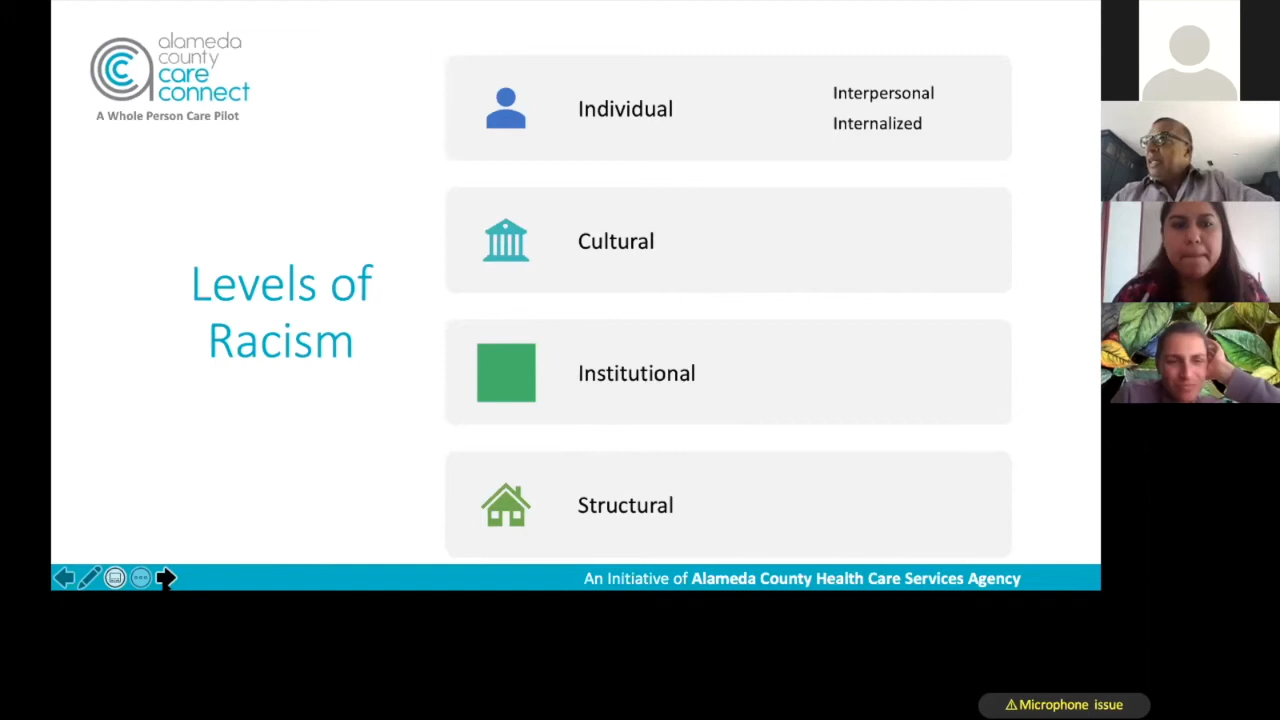 alameda
county
care
connect
A Whole Person Care Pilot
Levels of
Racism
Individual
Interpersonal
Internalized
Cultural
Institutional
Structural
An Initiative of Alameda County Health Care Services Agency
⚠Microphone issue